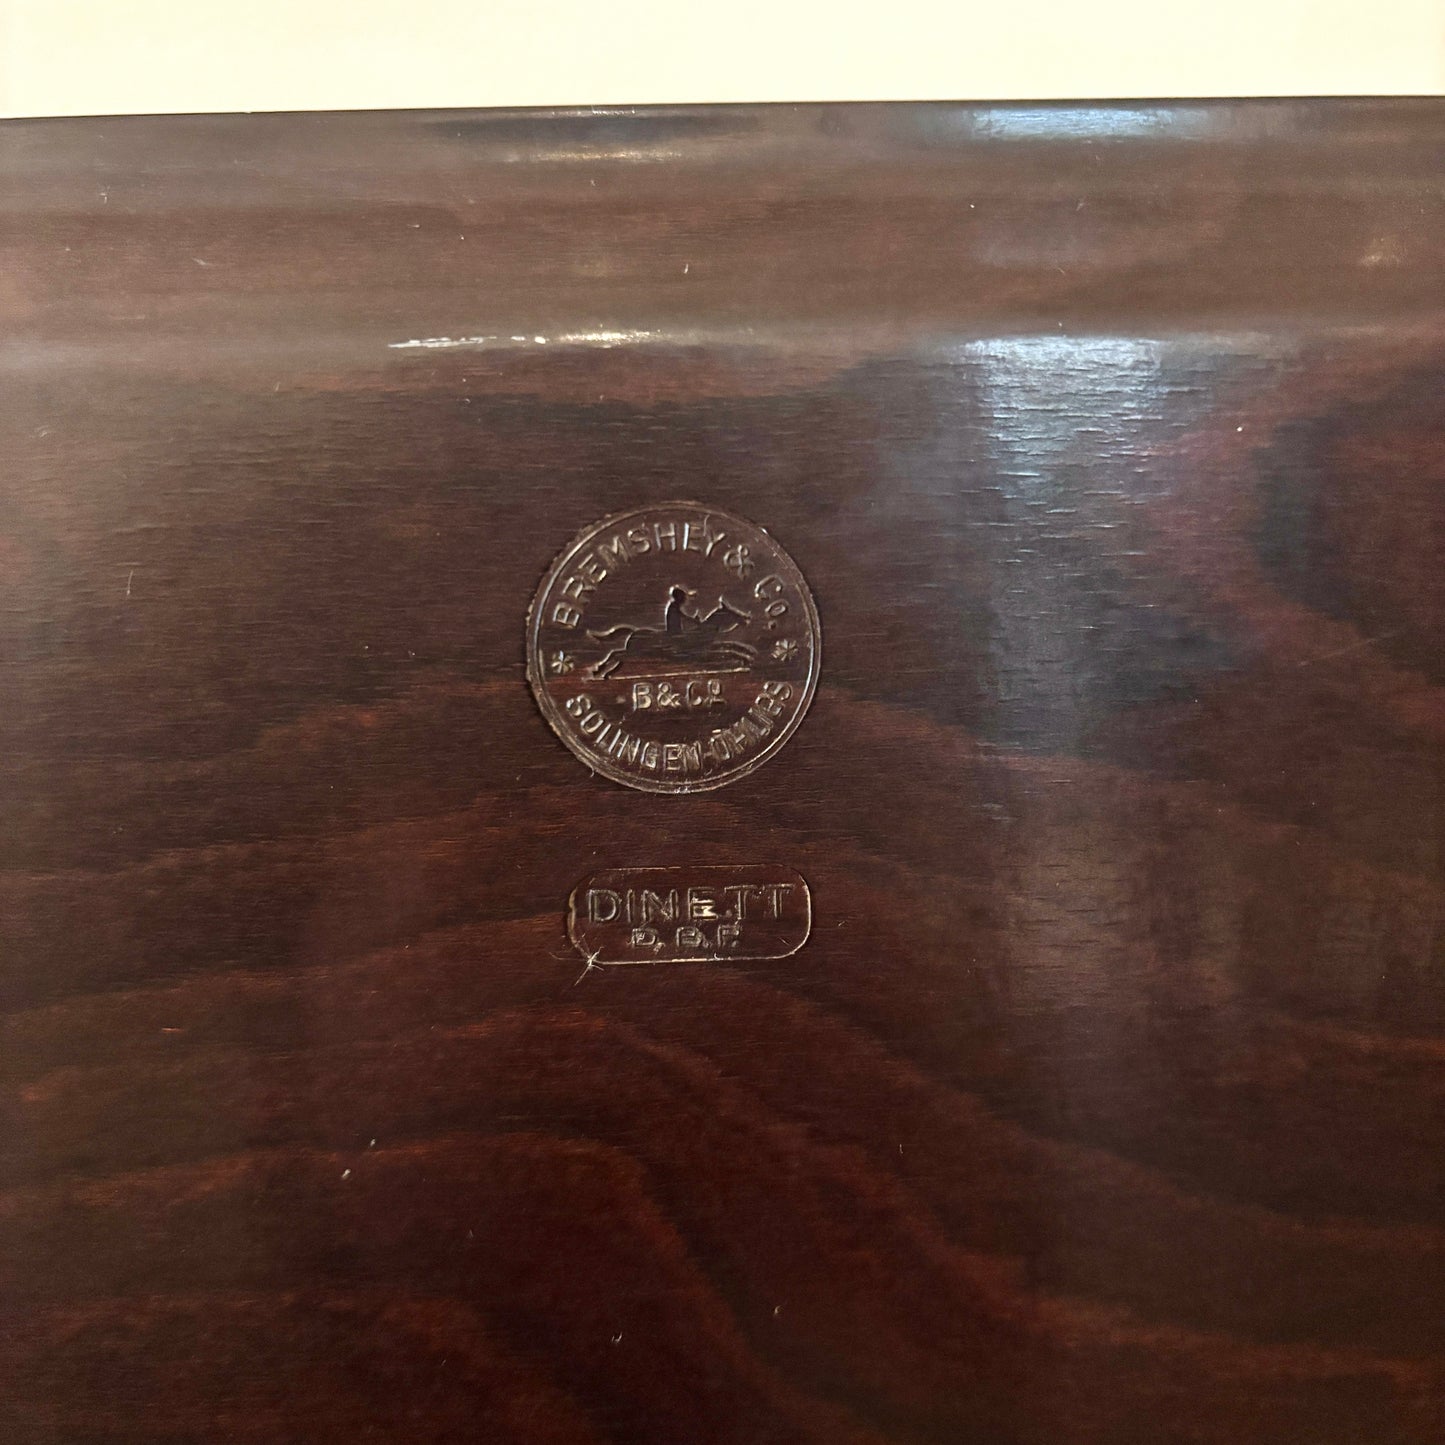 BREMSHEY & Co.
B & Co
SOLINGEN-OHLIGS
DINETT
D.B.P.